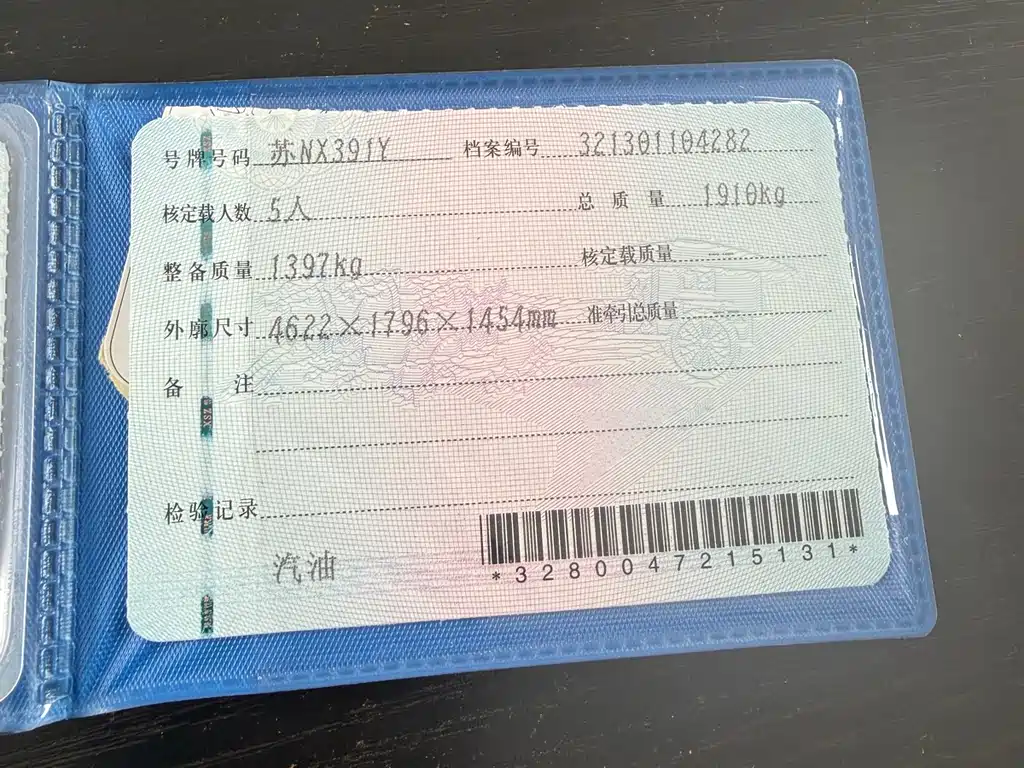 号牌号码 苏NX391Y 档案编号 321301104282
核定载人数 5人 总质量 1910kg
整备质量 1397kg 核定载质量 --
外廓尺寸 4622×1796×1454mm 准牵引总质量 --
备注
检验记录
汽油
*3280047215131*